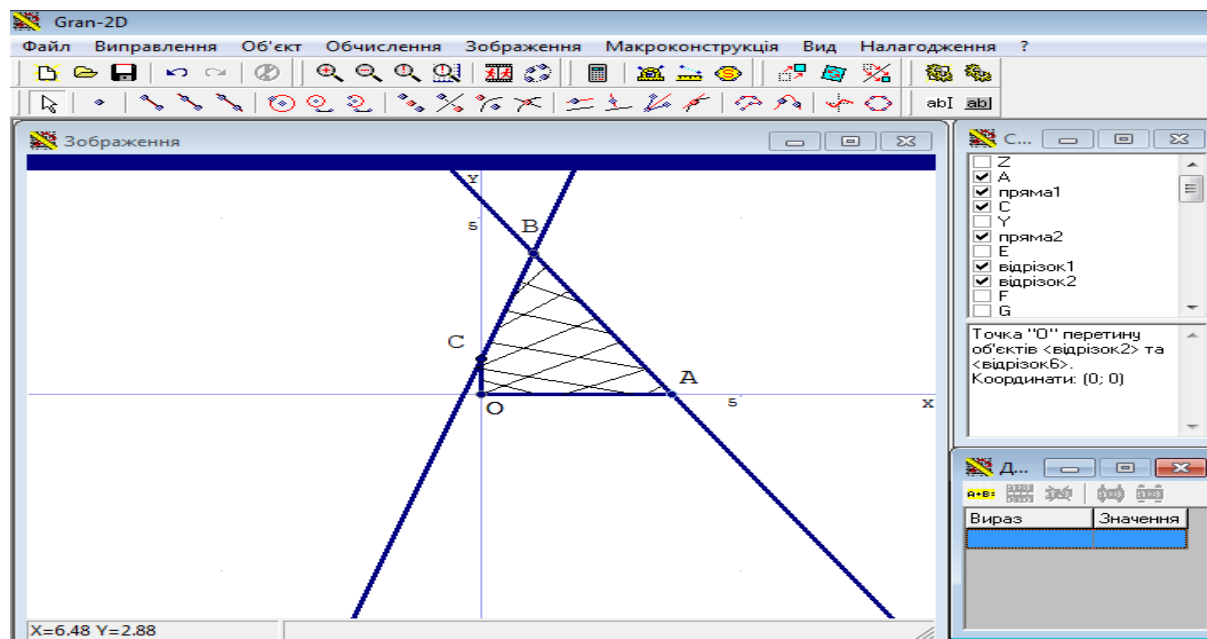 Gran-2D
Файл Виправлення Об'єкт Обчислення Зображення Макроконструкція Вид Налагодження ?
abI ab|
Зображення
С...
Y
5
B
C
A
O
5
X
Z
A
пряма1
C
Y
пряма2
E
відрізок1
відрізок2
F
G
Точка "O" перетину
об'єктів <відрізок2> та
<відрізок6>.
Координати: (0; 0)
Д...
A+B=
Вираз Значення
X=6.48 Y=2.88